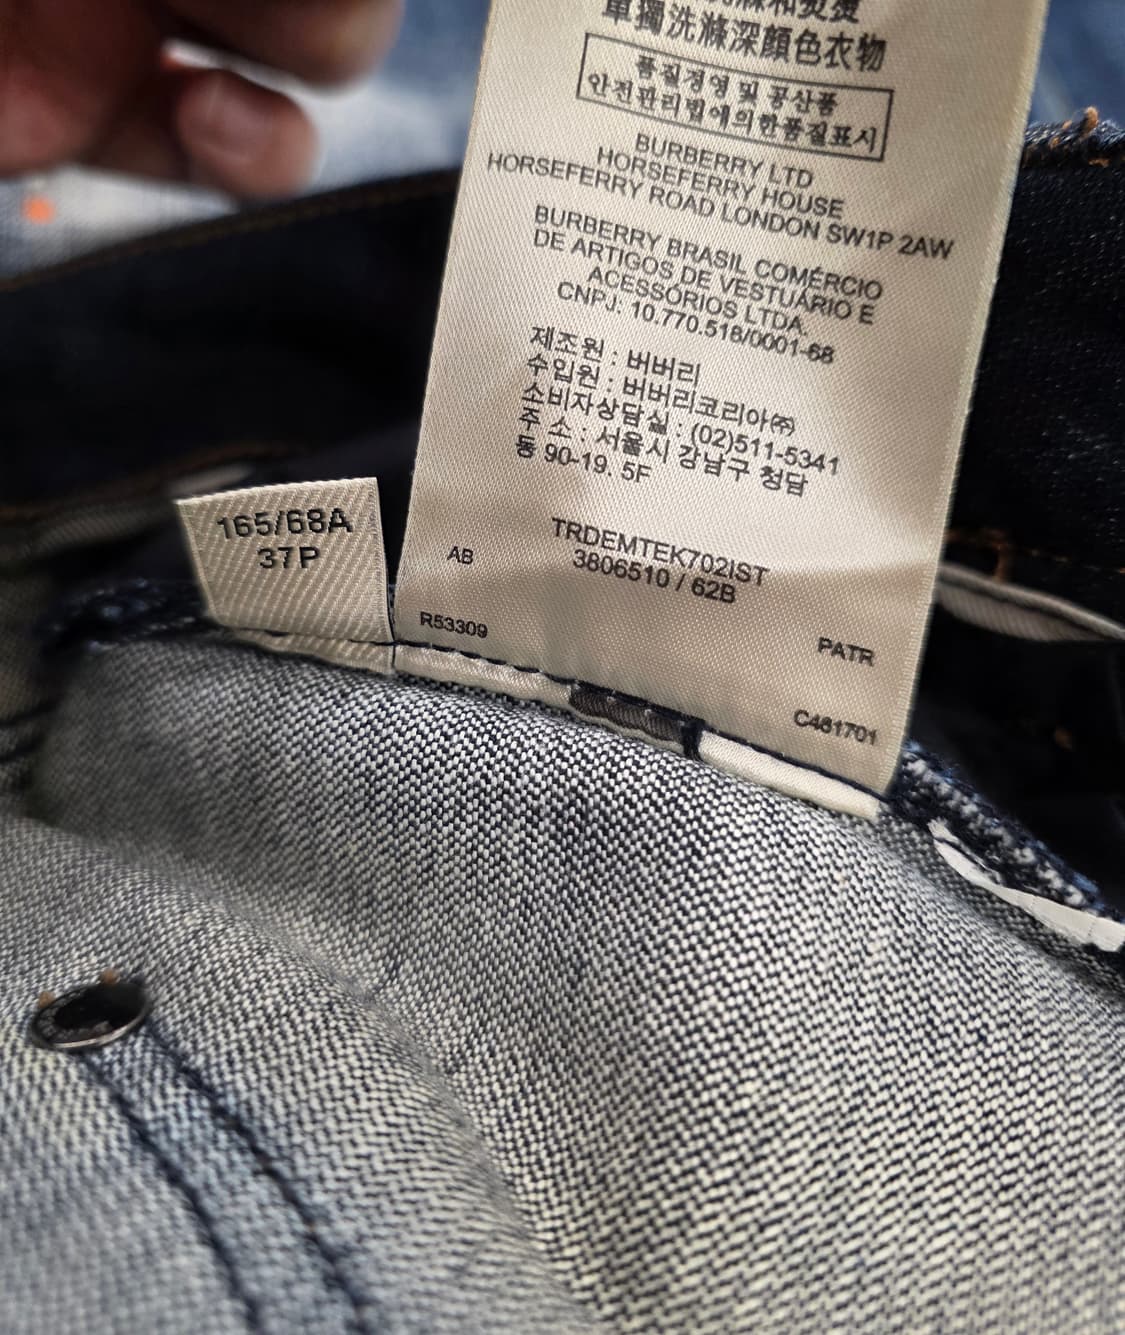 和熨燙
單獨洗滌深顏色衣物
품질경영 및 공산품
안전관리법에의한품질표시
BURBERRY LTD
HORSEFERRY HOUSE
HORSEFERRY ROAD LONDON SW1P 2AW
BURBERRY BRASIL COMÉRCIO
DE ARTIGOS DE VESTUÁRIO E
ACESSÓRIOS LTDA.
CNPJ: 10.770.518/0001-68
제조원 : 버버리
수입원 : 버버리코리아㈜
소비자상담실 : (02)511-5341
주 소 : 서울시 강남구 청담
동 90-19. 5F
165/68A
37P
TRDEMTEK702IST
AB 3806510 / 62B
R53309
PATR
C461701